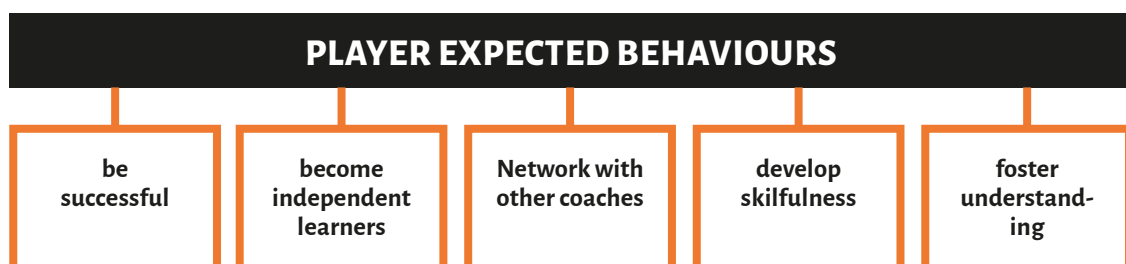 PLAYER EXPECTED BEHAVIOURS
be
successful
become
independent
learners
Network with
other coaches
develop
skilfulness
foster
understand-
ing